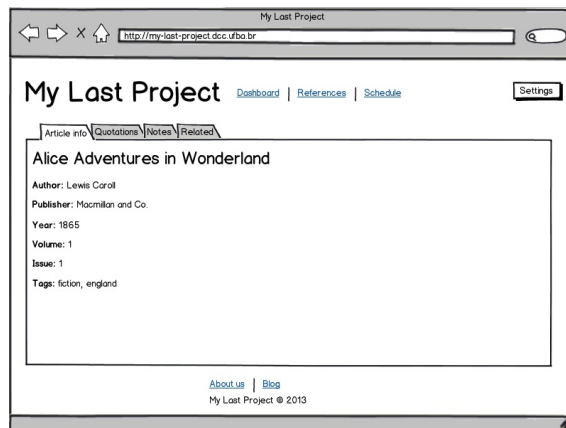 My Last Project
http://my-last-project.dcc.ufba.br
My Last Project Dashboard | References | Schedule Settings
Article info Quotations Notes Related
Alice Adventures in Wonderland
Author: Lewis Caroll
Publisher: Macmillan and Co.
Year: 1865
Volume: 1
Issue: 1
Tags: fiction, england
About us | Blog
My Last Project © 2013